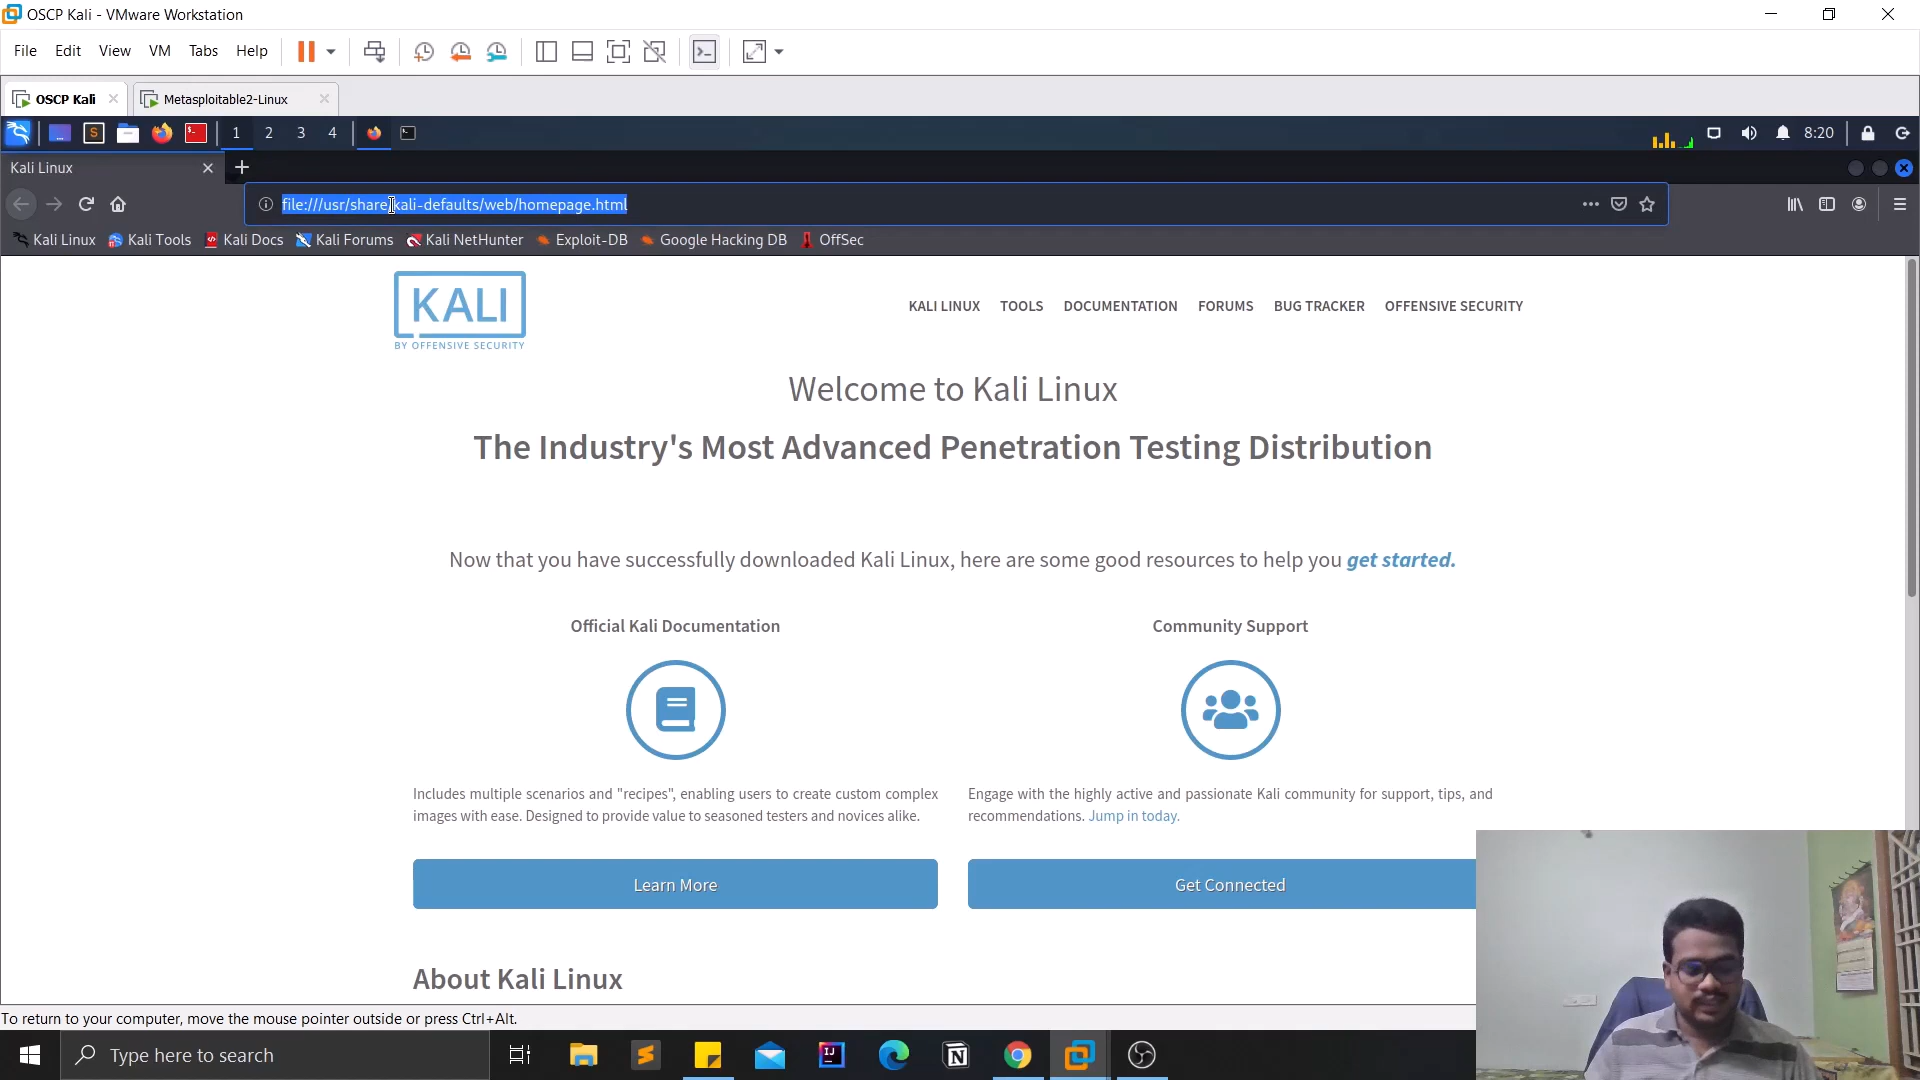 OSCP Kali - VMware Workstation
File Edit View VM Tabs Help
OSCP Kali Metasploitable2-Linux
1 2 3 4 8:20
Kali Linux
file:///usr/share/kali-defaults/web/homepage.html
Kali Linux Kali Tools Kali Docs Kali Forums Kali NetHunter Exploit-DB Google Hacking DB OffSec
KALI
BY OFFENSIVE SECURITY
KALI LINUX TOOLS DOCUMENTATION FORUMS BUG TRACKER OFFENSIVE SECURITY
Welcome to Kali Linux
The Industry's Most Advanced Penetration Testing Distribution
Now that you have successfully downloaded Kali Linux, here are some good resources to help you get started.
Official Kali Documentation
Includes multiple scenarios and "recipes", enabling users to create custom complex
images with ease. Designed to provide value to seasoned testers and novices alike.
Learn More
Community Support
Engage with the highly active and passionate Kali community for support, tips, and
recommendations. Jump in today.
Get Connected
About Kali Linux
To return to your computer, move the mouse pointer outside or press Ctrl+Alt.
Type here to search